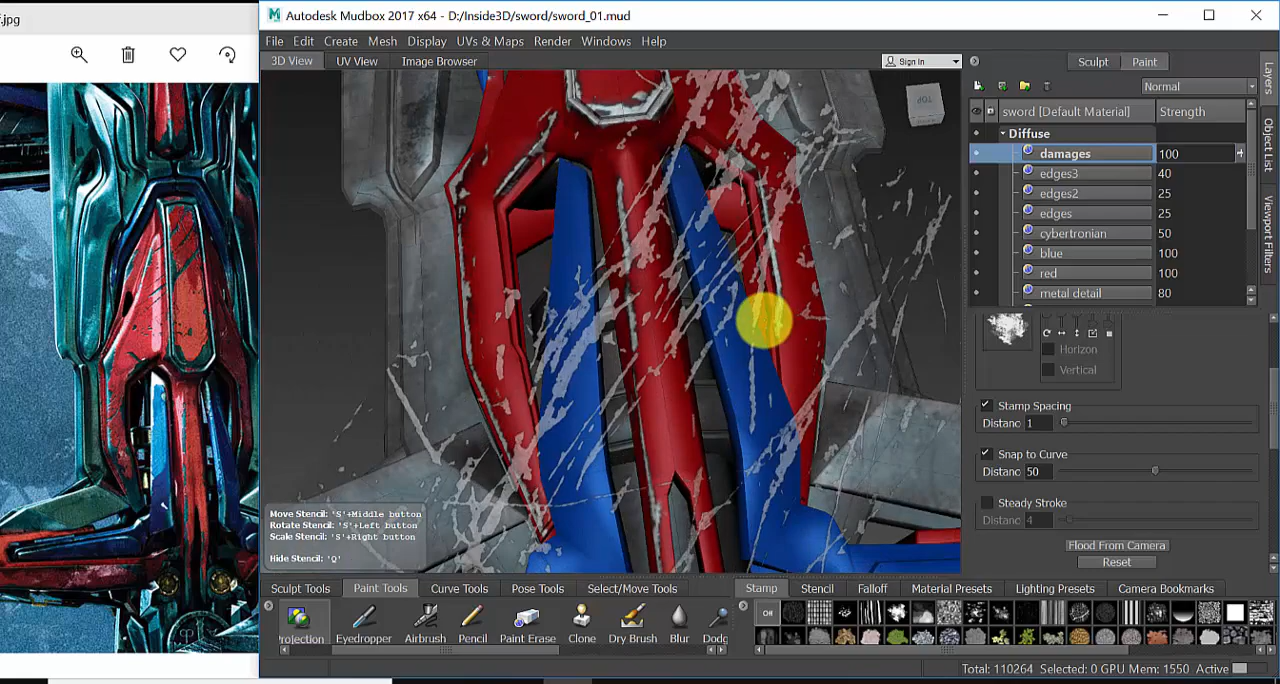 .jpg
Autodesk Mudbox 2017 x64 - D:/Inside3D/sword/sword_01.mud
File Edit Create Mesh Display UVs & Maps Render Windows Help
3D View UV View Image Browser
Sign In
Sculpt Paint
Normal
sword [Default Material] Strength
Diffuse
damages 100
edges3 40
edges2 25
edges 25
cybertronian 50
blue 100
red 100
metal detail 80
Layers
Object List
Viewport Filters
TOP
Horizon
Vertical
Stamp Spacing
Distanc 1
Snap to Curve
Distanc 50
Steady Stroke
Distanc 4
Flood From Camera
Reset
Move Stencil: 'S'+Middle button
Rotate Stencil: 'S'+Left button
Scale Stencil: 'S'+Right button
Hide Stencil: 'Q'
Sculpt Tools Paint Tools Curve Tools Pose Tools Select/Move Tools
Stamp Stencil Falloff Material Presets Lighting Presets Camera Bookmarks
Projection Eyedropper Airbrush Pencil Paint Erase Clone Dry Brush Blur Dodg
Off
Total: 110264 Selected: 0 GPU Mem: 1550 Active